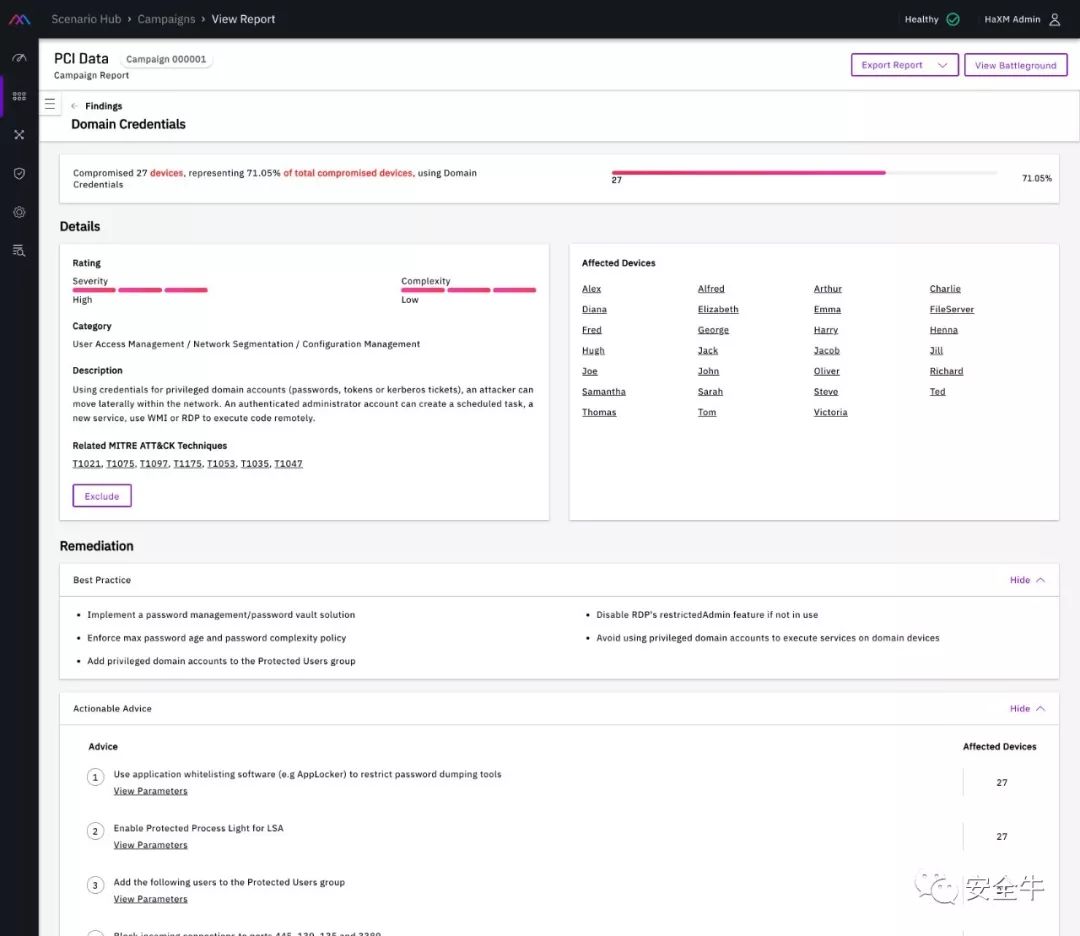 Scenario Hub › Campaigns › View Report
Healthy
HaXM Admin
PCI Data
Campaign 000001
Campaign Report
Export Report
View Battleground
← Findings
Domain Credentials
Compromised 27 devices, representing 71.05% of total compromised devices, using Domain
Credentials
27
71.05%
Details
Rating
Severity
High
Complexity
Low
Category
User Access Management / Network Segmentation / Configuration Management
Description
Using credentials for privileged domain accounts (passwords, tokens or kerberos tickets), an attacker can
move laterally within the network. An authenticated administrator account can create a scheduled task, a
new service, use WMI or RDP to execute code remotely.
Related MITRE ATT&CK Techniques
T1021, T1075, T1097, T1175, T1053, T1035, T1047
Exclude
Affected Devices
Alex Alfred Arthur Charlie
Diana Elizabeth Emma FileServer
Fred George Harry Henna
Hugh Jack Jacob Jill
Joe John Oliver Richard
Samantha Sarah Steve Ted
Thomas Tom Victoria
Remediation
Best Practice
Hide
• Implement a password management/password vault solution
• Enforce max password age and password complexity policy
• Add privileged domain accounts to the Protected Users group
• Disable RDP's restrictedAdmin feature if not in use
• Avoid using privileged domain accounts to execute services on domain devices
Actionable Advice
Hide
Advice
Affected Devices
1 Use application whitelisting software (e.g AppLocker) to restrict password dumping tools
View Parameters
27
2 Enable Protected Process Light for LSA
View Parameters
27
3 Add the following users to the Protected Users group
View Parameters
安全牛
Block incoming connections to ports 445, 139, 135 and 3389